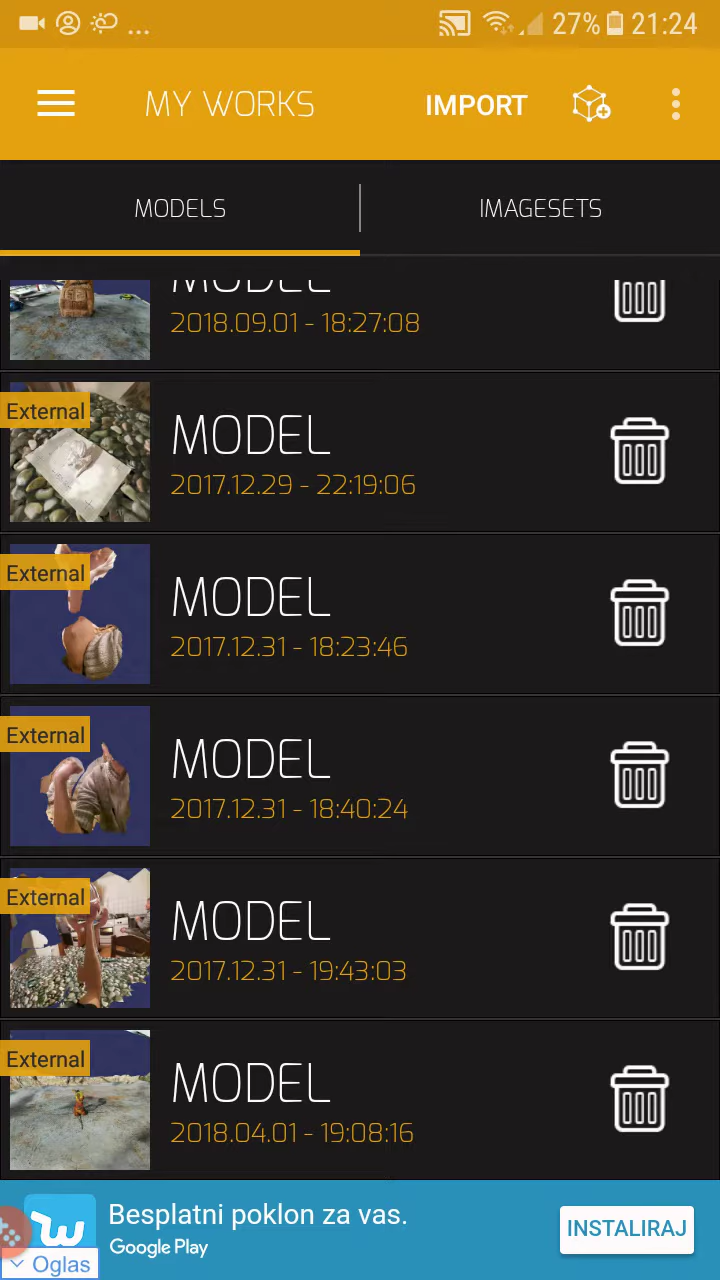 ... 27% 21:24
MY WORKS IMPORT
MODELS IMAGESETS
MODEL
2018.09.01 - 18:27:08
External
MODEL
2017.12.29 - 22:19:06
External
MODEL
2017.12.31 - 18:23:46
External
MODEL
2017.12.31 - 18:40:24
External
MODEL
2017.12.31 - 19:43:03
External
MODEL
2018.04.01 - 19:08:16
Besplatni poklon za vas.
Google Play
INSTALIRAJ
Oglas